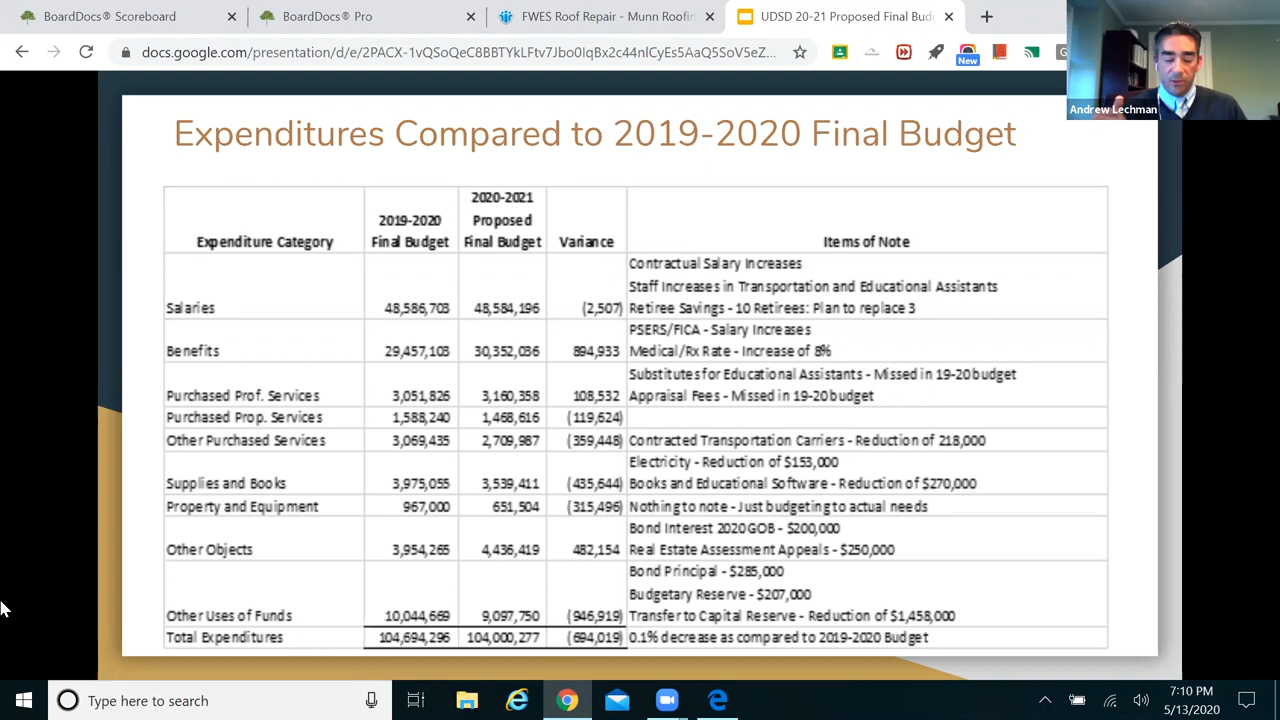 BoardDocs® Scoreboard
BoardDocs® Pro
FWES Roof Repair - Munn Roofin
UDSD 20-21 Proposed Final Budg
docs.google.com/presentation/d/e/2PACX-1vQSoQeC8BBTYkLFtv7Jbo0IqBx2c44nICyEs5AaQ5SoV5eZ...
New
Andrew Lechman
Expenditures Compared to 2019-2020 Final Budget
Expenditure Category 2019-2020 Final Budget 2020-2021 Proposed Final Budget Variance Items of Note
Contractual Salary Increases
Staff Increases in Transportation and Educational Assistants
Salaries 48,586,703 48,584,196 (2,507) Retiree Savings - 10 Retirees: Plan to replace 3
PSERS/FICA - Salary Increases
Benefits 29,457,103 30,352,036 894,933 Medical/Rx Rate - Increase of 8%
Substitutes for Educational Assistants - Missed in 19-20 budget
Purchased Prof. Services 3,051,826 3,160,358 108,532 Appraisal Fees - Missed in 19-20 budget
Purchased Prop. Services 1,588,240 1,468,616 (119,624)
Other Purchased Services 3,069,435 2,709,987 (359,448) Contracted Transportation Carriers - Reduction of 218,000
Electricity - Reduction of $153,000
Supplies and Books 3,975,055 3,539,411 (435,644) Books and Educational Software - Reduction of $270,000
Property and Equipment 967,000 651,504 (315,496) Nothing to note - Just budgeting to actual needs
Bond Interest 2020 GOB - $200,000
Other Objects 3,954,265 4,436,419 482,154 Real Estate Assessment Appeals - $250,000
Bond Principal - $285,000
Budgetary Reserve - $207,000
Other Uses of Funds 10,044,669 9,097,750 (946,919) Transfer to Capital Reserve - Reduction of $1,458,000
Total Expenditures 104,694,296 104,000,277 (694,019) 0.1% decrease as compared to 2019-2020 Budget
Type here to search
7:10 PM
5/13/2020